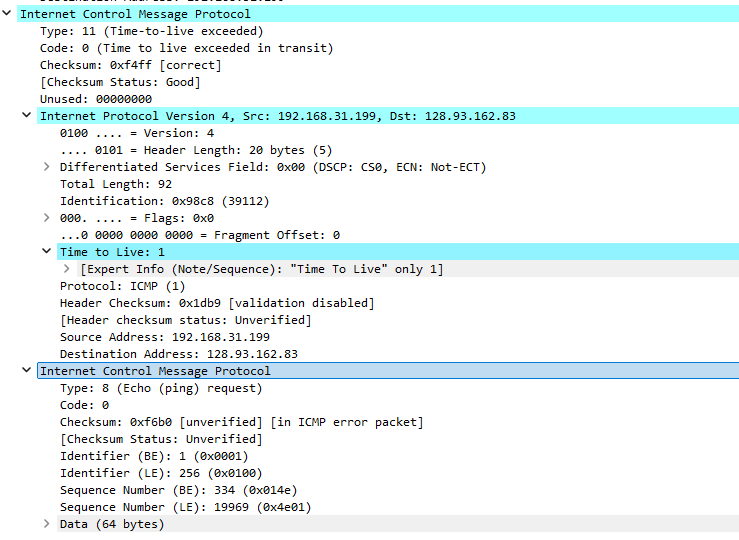 Internet Control Message Protocol
Type: 11 (Time-to-live exceeded)
Code: 0 (Time to live exceeded in transit)
Checksum: 0xf4ff [correct]
[Checksum Status: Good]
Unused: 00000000
Internet Protocol Version 4, Src: 192.168.31.199, Dst: 128.93.162.83
0100 .... = Version: 4
.... 0101 = Header Length: 20 bytes (5)
Differentiated Services Field: 0x00 (DSCP: CS0, ECN: Not-ECT)
Total Length: 92
Identification: 0x98c8 (39112)
000. .... = Flags: 0x0
...0 0000 0000 0000 = Fragment Offset: 0
Time to Live: 1
[Expert Info (Note/Sequence): "Time To Live" only 1]
Protocol: ICMP (1)
Header Checksum: 0x1db9 [validation disabled]
[Header checksum status: Unverified]
Source Address: 192.168.31.199
Destination Address: 128.93.162.83
Internet Control Message Protocol
Type: 8 (Echo (ping) request)
Code: 0
Checksum: 0xf6b0 [unverified] [in ICMP error packet]
[Checksum Status: Unverified]
Identifier (BE): 1 (0x0001)
Identifier (LE): 256 (0x0100)
Sequence Number (BE): 334 (0x014e)
Sequence Number (LE): 19969 (0x4e01)
Data (64 bytes)